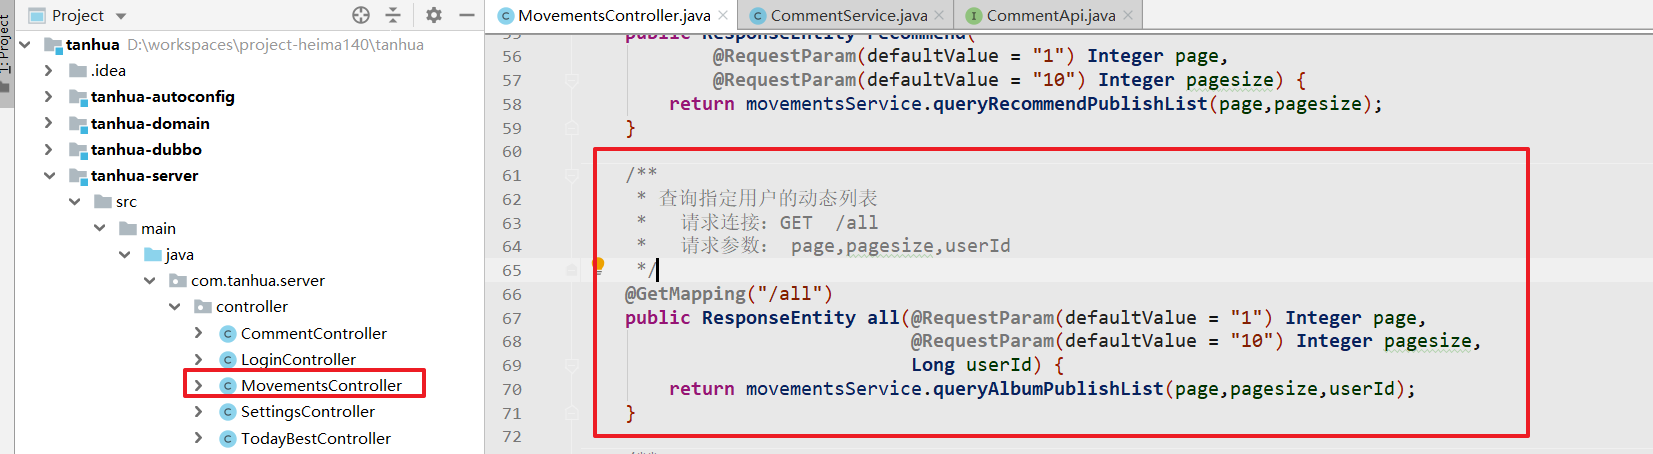 Project
MovementsController.java
CommentService.java
CommentApi.java
1: Project
tanhua D:\workspaces\project-heima140\tanhua
.idea
tanhua-autoconfig
tanhua-domain
tanhua-dubbo
tanhua-server
src
main
java
com.tanhua.server
controller
CommentController
LoginController
MovementsController
SettingsController
TodayBestController
55 public ResponseEntity recommend(
56 @RequestParam(defaultValue = "1") Integer page,
57 @RequestParam(defaultValue = "10") Integer pagesize) {
58 return movementsService.queryRecommendPublishList(page,pagesize);
59 }
60
61 /**
62 * 查询指定用户的动态列表
63 * 请求连接：GET /all
64 * 请求参数： page,pagesize,userId
65 */
66 @GetMapping("/all")
67 public ResponseEntity all(@RequestParam(defaultValue = "1") Integer page,
68 @RequestParam(defaultValue = "10") Integer pagesize,
69 Long userId) {
70 return movementsService.queryAlbumPublishList(page,pagesize,userId);
71 }
72
/**